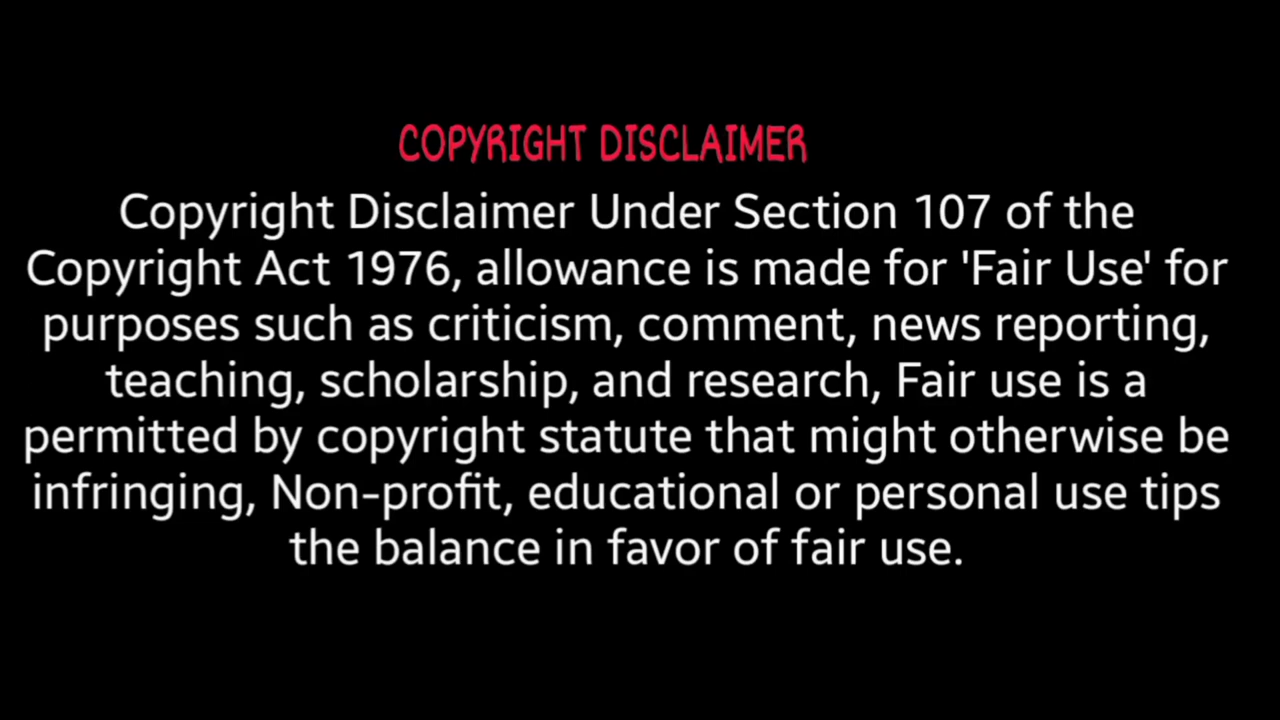 COPYRIGHT DISCLAIMER
Copyright Disclaimer Under Section 107 of the
Copyright Act 1976, allowance is made for 'Fair Use' for
purposes such as criticism, comment, news reporting,
teaching, scholarship, and research, Fair use is a
permitted by copyright statute that might otherwise be
infringing, Non-profit, educational or personal use tips
the balance in favor of fair use.